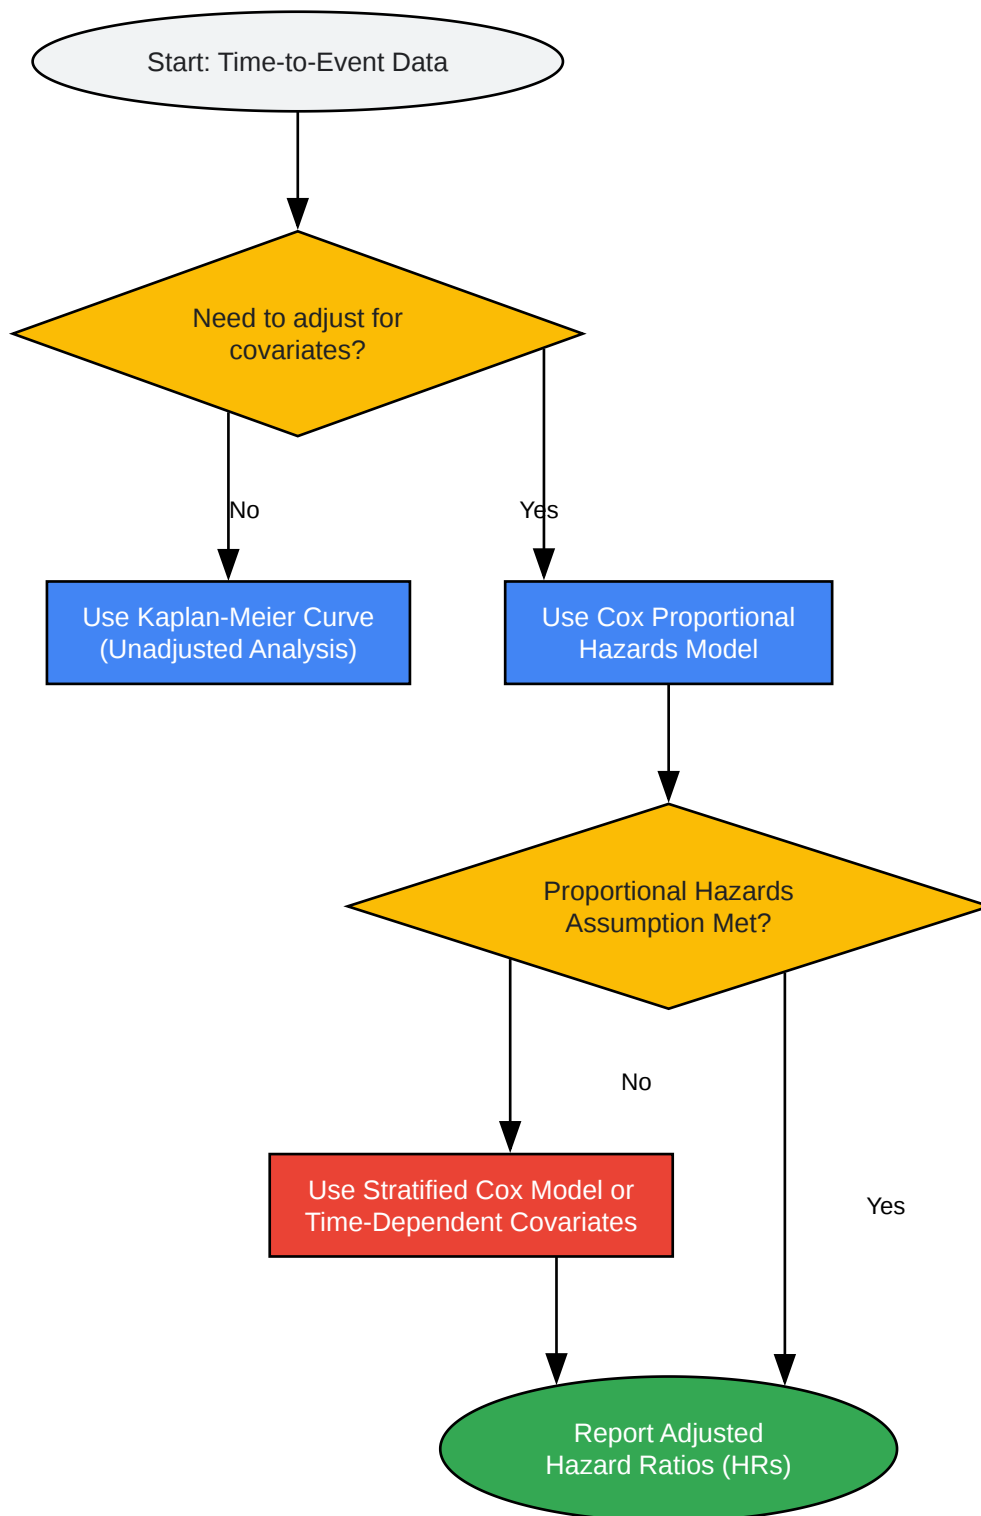 Start: Time-to-Event Data
Need to adjust for
covariates?
No
Yes
Use Kaplan-Meier Curve
(Unadjusted Analysis)
Use Cox Proportional
Hazards Model
Proportional Hazards
Assumption Met?
No
Use Stratified Cox Model or
Time-Dependent Covariates
Yes
Report Adjusted
Hazard Ratios (HRs)